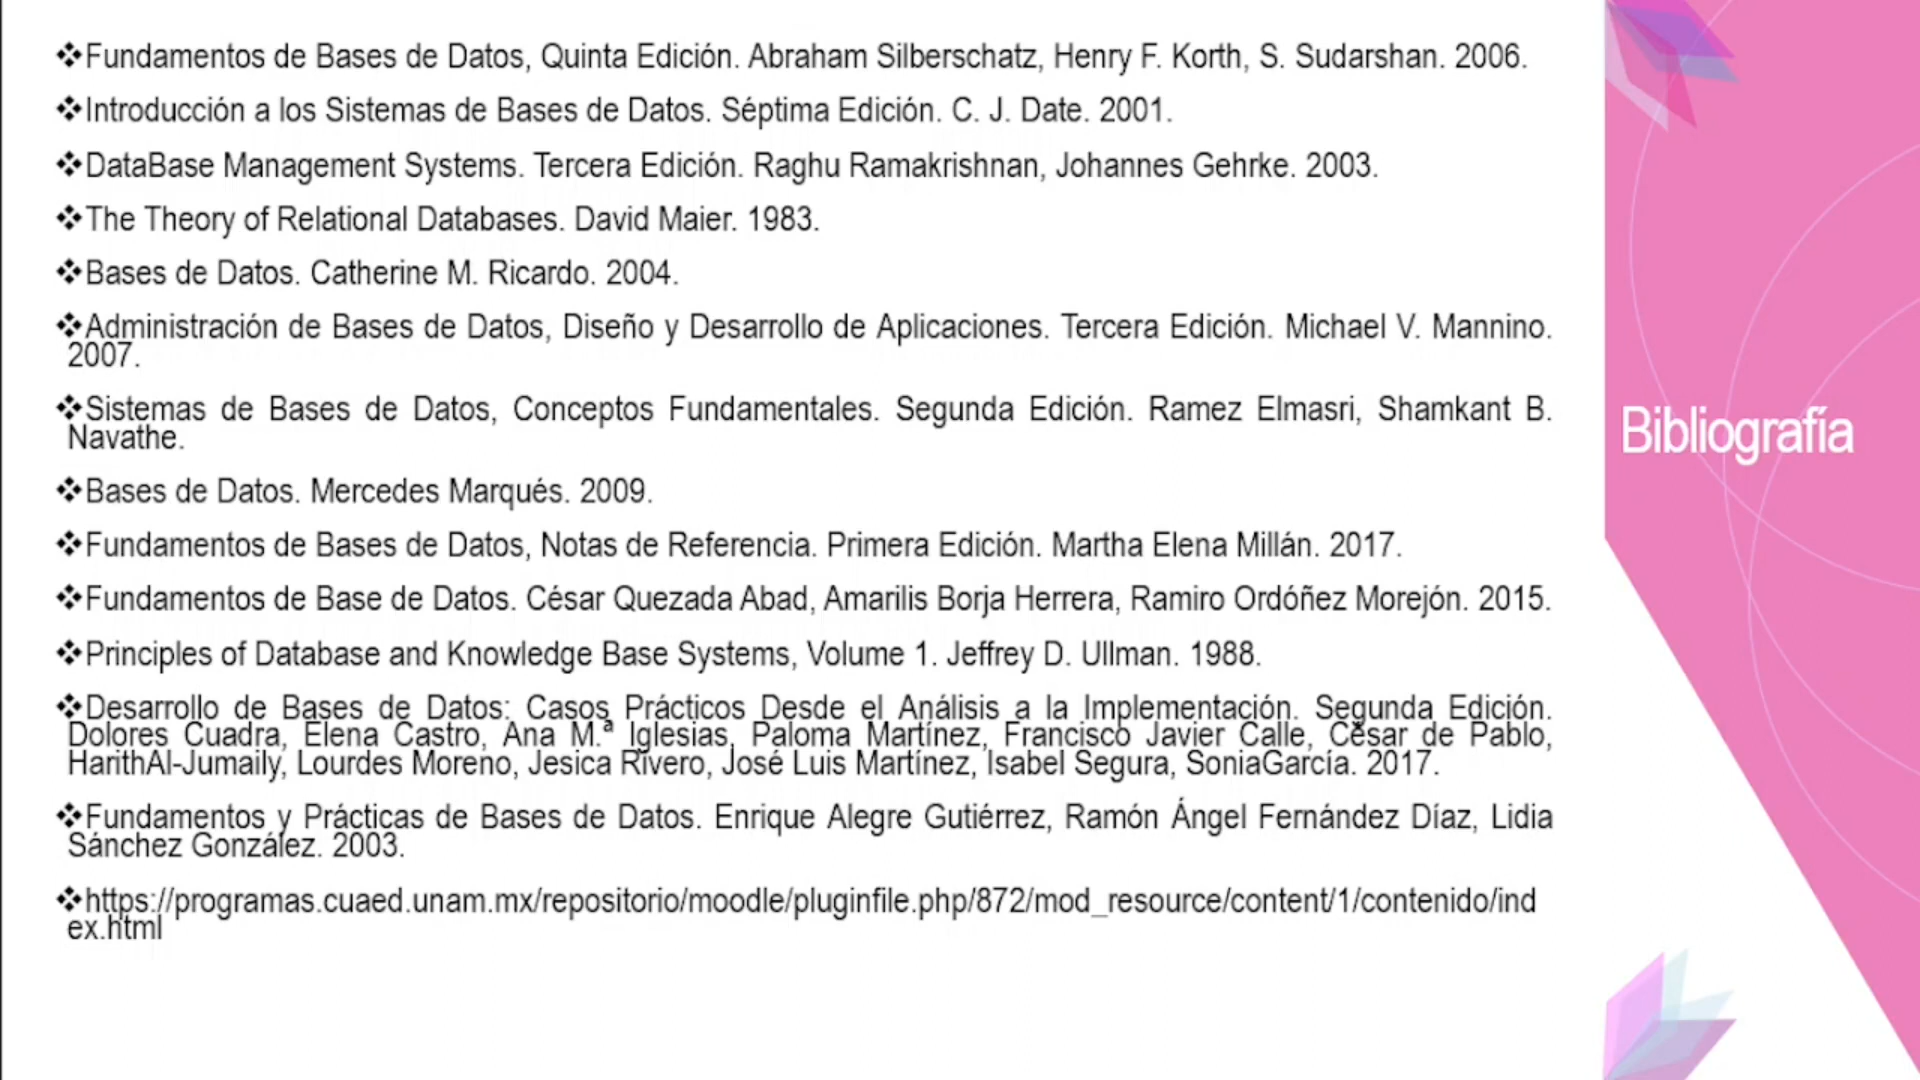 ❖Fundamentos de Bases de Datos, Quinta Edición. Abraham Silberschatz, Henry F. Korth, S. Sudarshan. 2006.
❖Introducción a los Sistemas de Bases de Datos. Séptima Edición. C. J. Date. 2001.
❖DataBase Management Systems. Tercera Edición. Raghu Ramakrishnan, Johannes Gehrke. 2003.
❖The Theory of Relational Databases. David Maier. 1983.
❖Bases de Datos. Catherine M. Ricardo. 2004.
❖Administración de Bases de Datos, Diseño y Desarrollo de Aplicaciones. Tercera Edición. Michael V. Mannino.
2007.
❖Sistemas de Bases de Datos, Conceptos Fundamentales. Segunda Edición. Ramez Elmasri, Shamkant B.
Navathe.
❖Bases de Datos. Mercedes Marqués. 2009.
❖Fundamentos de Bases de Datos, Notas de Referencia. Primera Edición. Martha Elena Millán. 2017.
❖Fundamentos de Base de Datos. César Quezada Abad, Amarilis Borja Herrera, Ramiro Ordóñez Morejón. 2015.
❖Principles of Database and Knowledge Base Systems, Volume 1. Jeffrey D. Ullman. 1988.
❖Desarrollo de Bases de Datos: Casos Prácticos Desde el Análisis a la Implementación. Segunda Edición.
Dolores Cuadra, Elena Castro, Ana M.ª Iglesias, Paloma Martínez, Francisco Javier Calle, César de Pablo,
HarithAl-Jumaily, Lourdes Moreno, Jesica Rivero, José Luis Martínez, Isabel Segura, SoniaGarcía. 2017.
❖Fundamentos y Prácticas de Bases de Datos. Enrique Alegre Gutiérrez, Ramón Ángel Fernández Díaz, Lidia
Sánchez González. 2003.
❖https://programas.cuaed.unam.mx/repositorio/moodle/pluginfile.php/872/mod_resource/content/1/contenido/ind
ex.html
Bibliografía